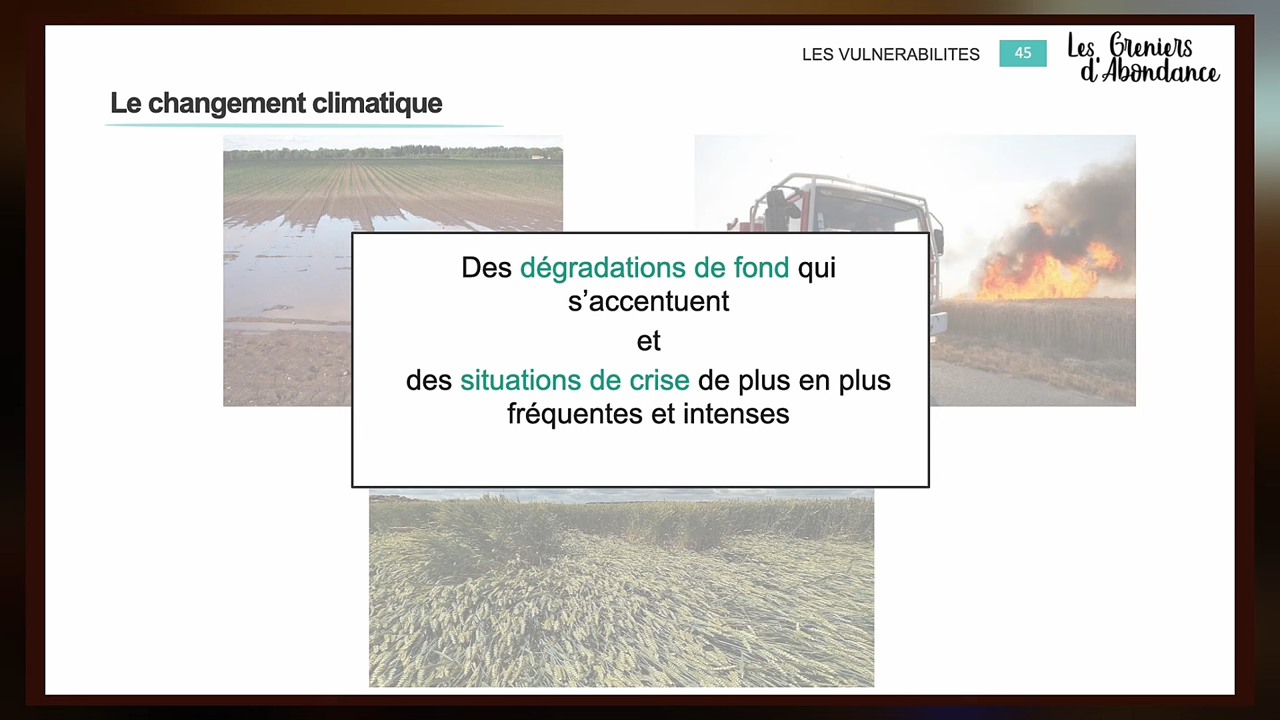 LES VULNERABILITES
45
Les Greniers
d'Abondance
Le changement climatique
Des dégradations de fond qui
s’accentuent
et
des situations de crise de plus en plus
fréquentes et intenses